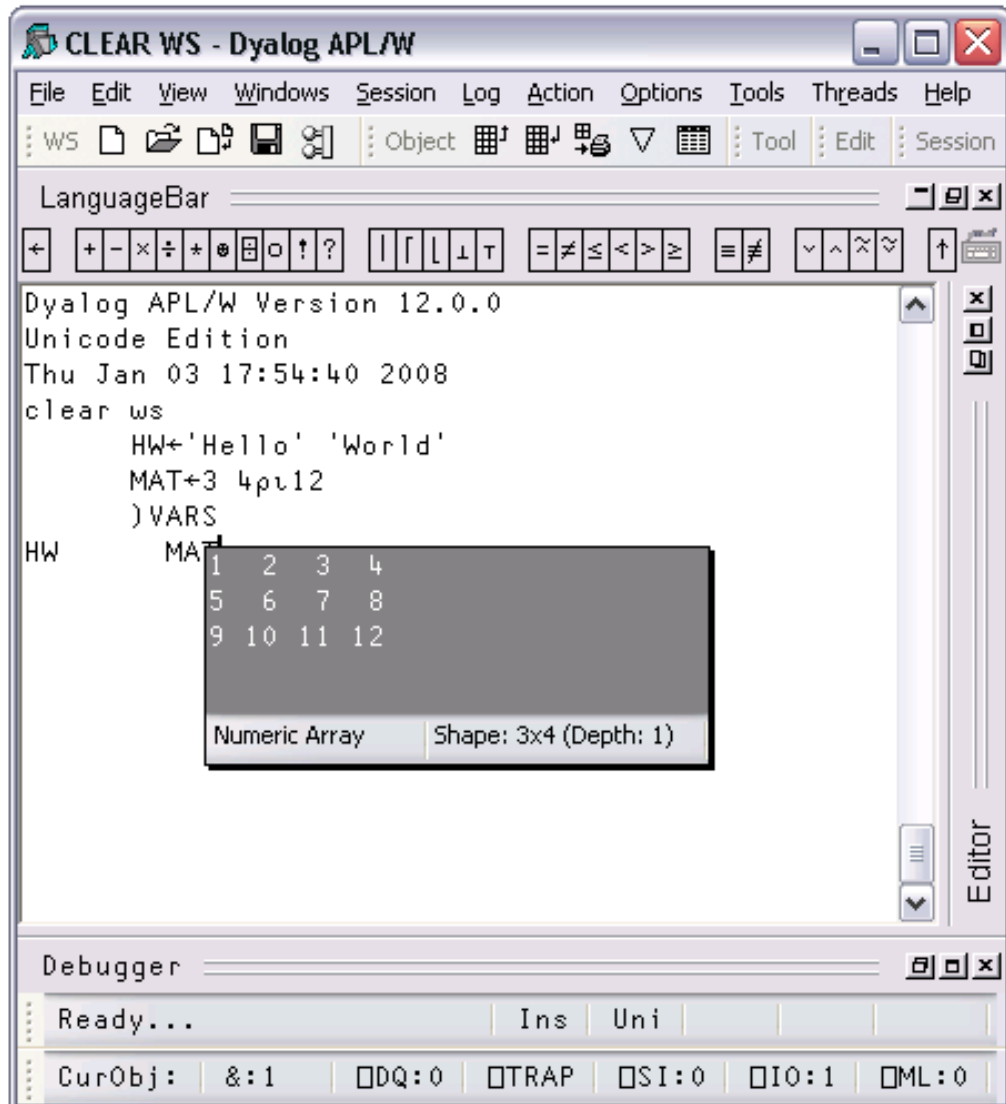 CLEAR WS - Dyalog APL/W
File Edit View Windows Session Log Action Options Tools Threads Help
WS Object Tool Edit Session
LanguageBar
← + - × ÷ * ⍟ ⌹ ○ ! ? | ⌈ ⌊ ⊥ ⊤ = ≠ ≤ < > ≥ ≡ ≢ ∨ ∧ ⍲ ⍱ ↑
Dyalog APL/W Version 12.0.0
Unicode Edition
Thu Jan 03 17:54:40 2008
clear ws
HW←'Hello' 'World'
MAT←3 4⍴⍳12
)VARS
HW MAT
1 2 3 4
5 6 7 8
9 10 11 12
Numeric Array Shape: 3x4 (Depth: 1)
Editor
Debugger
Ready... Ins Uni
CurObj: &:1 ⎕DQ:0 ⎕TRAP ⎕SI:0 ⎕IO:1 ⎕ML:0